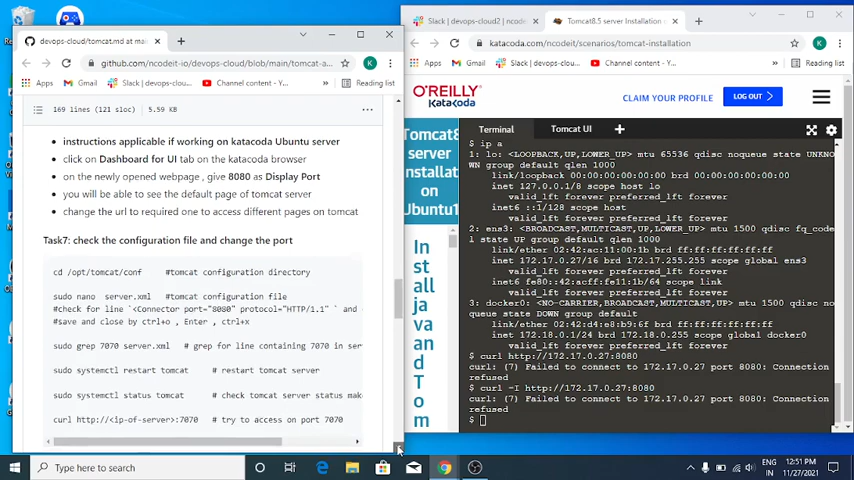 devops-cloud/tomcat.md at mai
github.com/ncodeit-io/devops-cloud/blob/main/tomcat-a...
Apps
Gmail
Slack | devops-cloud
Channel content - Y...
Reading list
169 lines (121 sloc)
5.59 KB
instructions applicable if working on katacoda Ubuntu server
click on Dashboard for UI tab on the katacoda browser
on the newly opened webpage , give 8080 as Display Port
you will be able to see the default page of tomcat server
change the url to required one to access different pages on tomcat
Task7: check the configuration file and change the port
cd /opt/tomcat/conf #tomcat configuration directory
sudo nano server.xml #tomcat configuration file
#check for line `<Connector port="8080" protocol="HTTP/1.1" ` and
#save and close by ctrl+o , Enter , ctrl+x
sudo grep 7070 server.xml # grep for line containing 7070 in serv
sudo systemctl restart tomcat # restart tomcat server
sudo systemctl status tomcat # check tomcat server status mak
curl http://<ip-of-server>:7070 # try to access on port 7070
Slack | devops-cloud2 | ncode
Tomcat8.5 server Installation
katacoda.com/ncodeit/scenarios/tomcat-installation
Apps
Gmail
Slack | devops-cloud
Channel content - Y...
Reading list
O'REILLY
Katacoda
CLAIM YOUR PROFILE
LOG OUT
Tomcat8
server
Installat
on
Ubuntu1
In
st
all
ja
va
an
d
T
o
m
Terminal
Tomcat UI
+
$ ip a
1: lo: <LOOPBACK,UP,LOWER_UP> mtu 65536 qdisc noqueue state UNKNO
WN group default qlen 1000
link/loopback 00:00:00:00:00:00 brd 00:00:00:00:00:00
inet 127.0.0.1/8 scope host lo
valid_lft forever preferred_lft forever
inet6 ::1/128 scope host
valid_lft forever preferred_lft forever
2: ens3: <BROADCAST,MULTICAST,UP,LOWER_UP> mtu 1500 qdisc fq_code
l state UP group default qlen 1000
link/ether 02:42:ac:11:00:1b brd ff:ff:ff:ff:ff:ff
inet 172.17.0.27/16 brd 172.17.255.255 scope global ens3
valid_lft forever preferred_lft forever
inet6 fe80::42:acff:fe11:1b/64 scope link
valid_lft forever preferred_lft forever
3: docker0: <NO-CARRIER,BROADCAST,MULTICAST,UP> mtu 1500 qdisc no
queue state DOWN group default
link/ether 02:42:d4:e8:b9:6f brd ff:ff:ff:ff:ff:ff
inet 172.18.0.1/24 brd 172.18.0.255 scope global docker0
valid_lft forever preferred_lft forever
$ curl http://172.17.0.27:8080
curl: (7) Failed to connect to 172.17.0.27 port 8080: Connection
refused
$ curl -I http://172.17.0.27:8080
curl: (7) Failed to connect to 172.17.0.27 port 8080: Connection
refused
$
Type here to search
ENG
IN
12:51 PM
11/27/2021